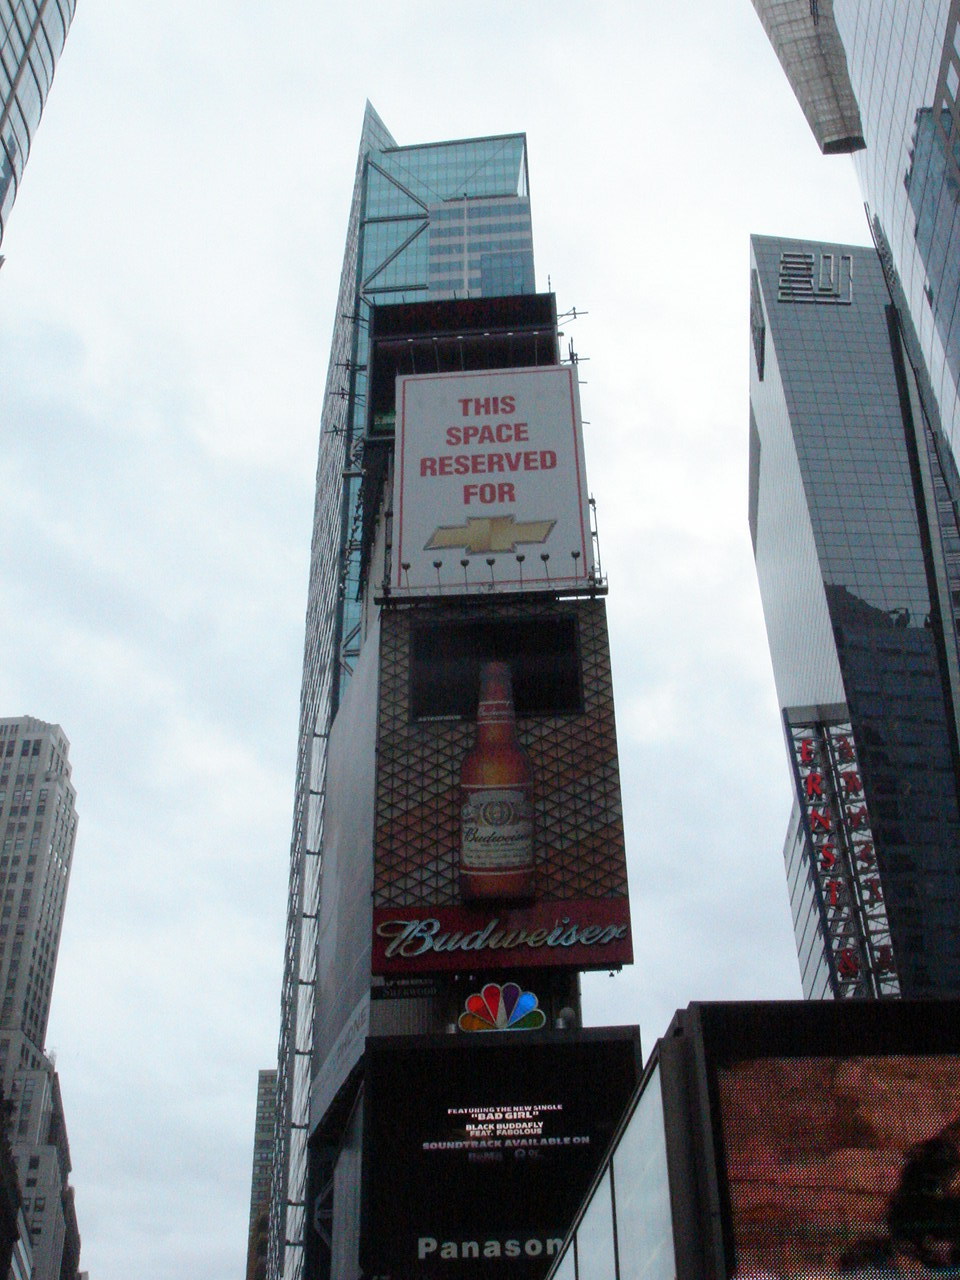 THIS
SPACE
RESERVED
FOR
Budweiser
Budweiser
FEATURING THE NEW SINGLE
"BAD GIRL"
BLACK BUDDAFLY
FEAT. FABOLOUS
SOUNDTRACK AVAILABLE ON
Panasonic
ERNST &